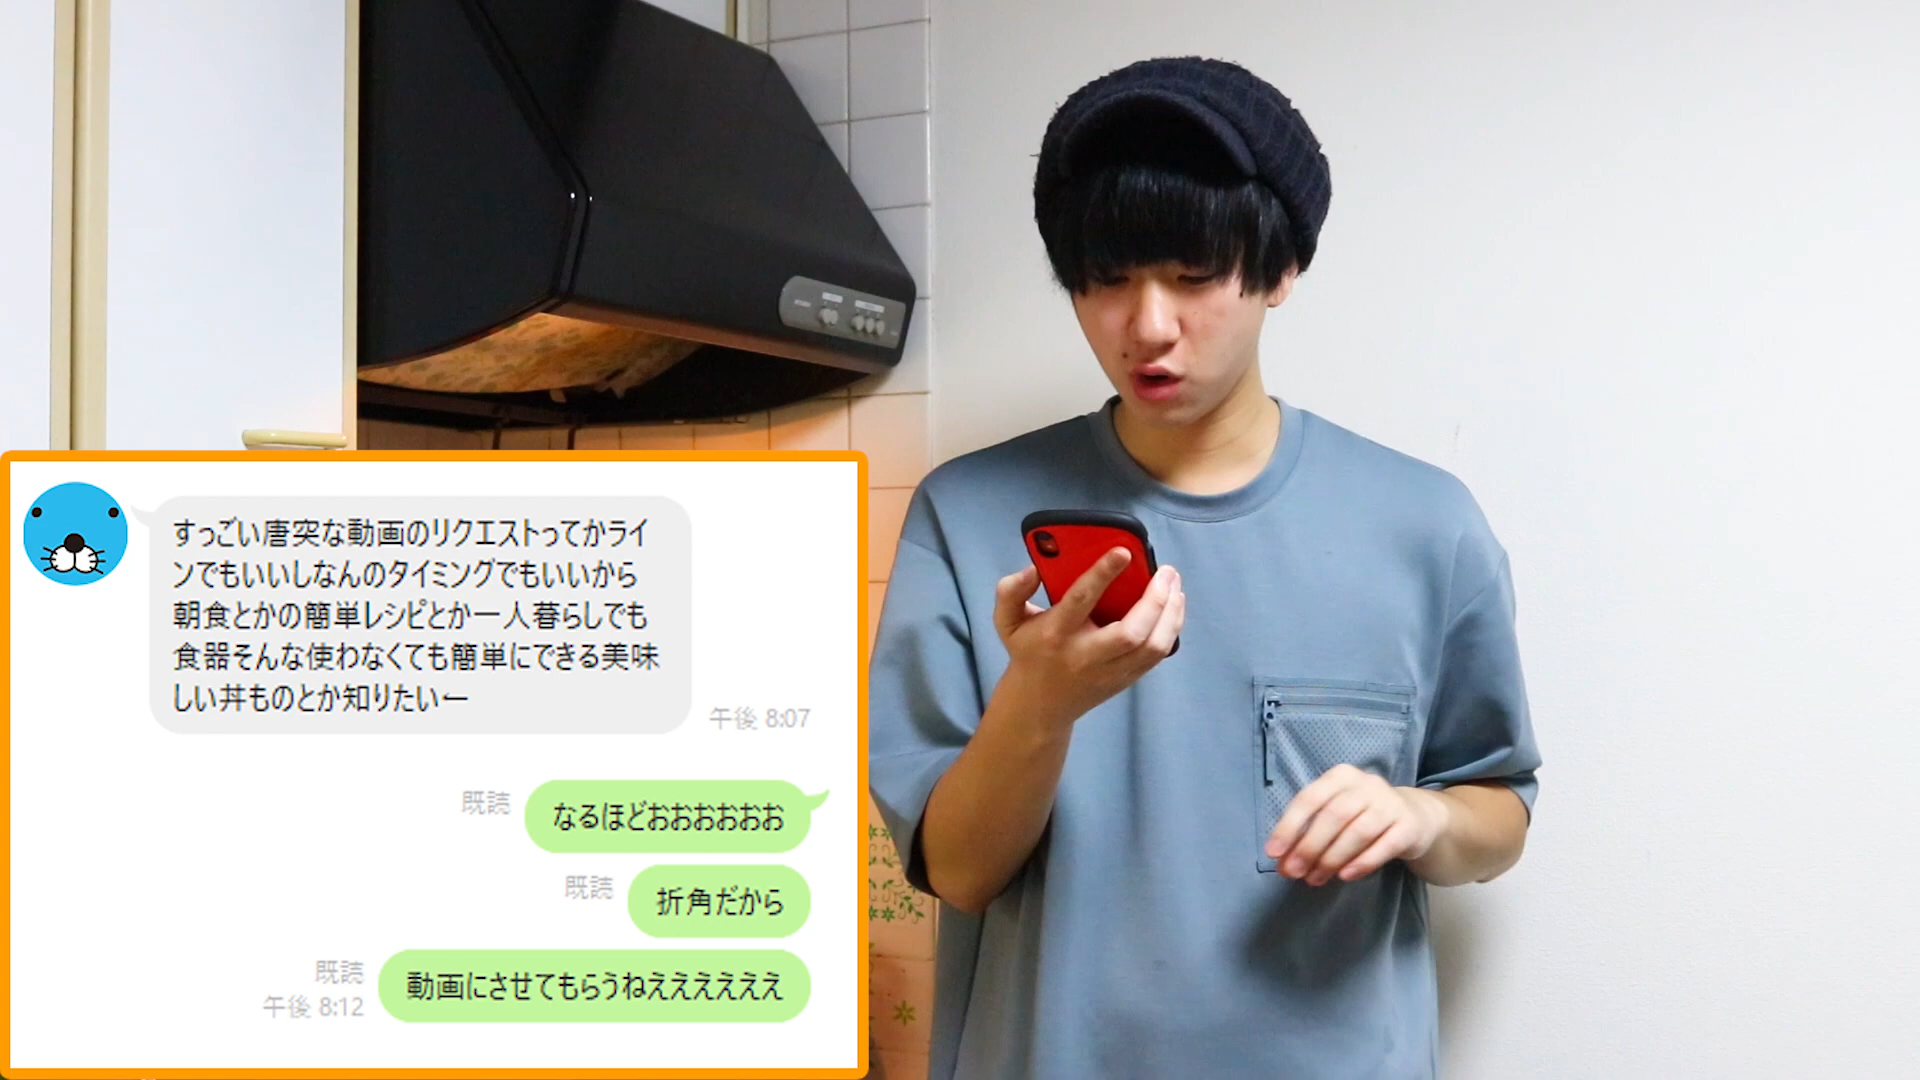 すっごい唐突な動画のリクエストってかライ
ンでもいいしなんのタイミングでもいいから
朝食とかの簡単レシピとか一人暮らしでも
食器そんな使わなくても簡単にできる美味
しい丼ものとか知りたいー
午後 8:07
既読
なるほどおおおおおお
既読
折角だから
既読
午後 8:12
動画にさせてもらうねええええええ